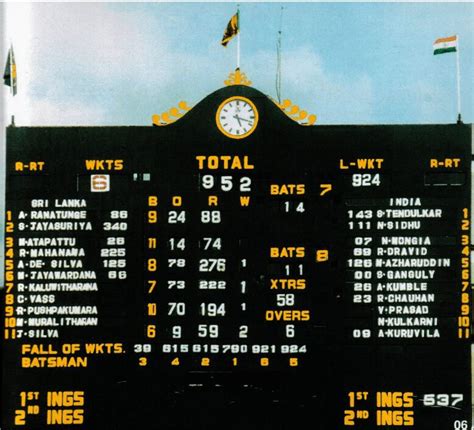 TOTAL
R-RT WKTS L-WKT R-RT
6 952 924
SRI LANKA B O R W BATS 7 INDIA
1 A. RANATUNGE 86 9 24 88 14 143 S. TENDULKAR 1
2 S. JAYASURIYA 340 111 N. SIDHU 2
3 M. ATAPATTU 26 11 14 74 07 N. MONGIA 3
4 R. MAHANAMA 225 BATS 8 69 R. DRAVID 4
5 A. DE. SILVA 126 8 78 276 1 11 126 M. AZHARUDDIN 5
6 M. JAYAWARDANA 66 00 S. GANGULY 6
7 R. KALUWITHARANA 7 73 222 1 XTRS 26 A. KUMBLE 7
8 C. VASS 58 23 R. CHAUHAN 8
9 R. PUSHPAKUMARA 10 70 194 1 OVERS V. PRASAD 9
10 M. MURALITHARAN N. KULKARNI 10
11 J. SILVA 6 9 59 2 6 A. KURUVILA 11
FALL OF WKTS. 39 615 615 790 921 924
BATSMAN 3 4 2 1 6 5
1ST INGS 1ST INGS 537
2ND INGS 2ND INGS
06